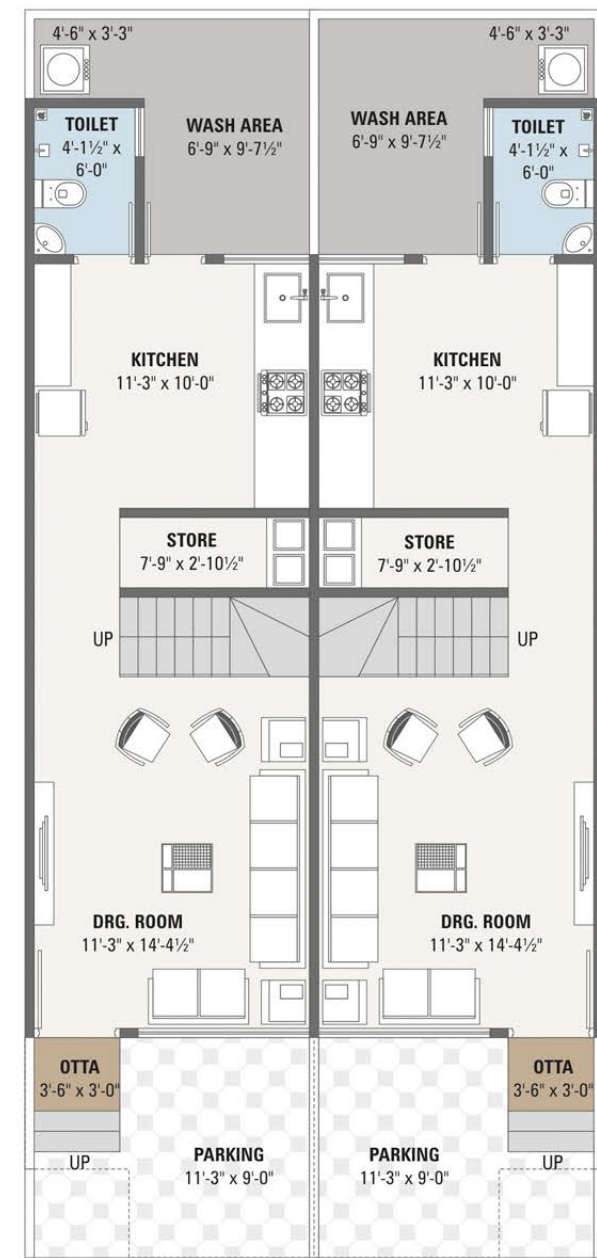 4'-6" x 3'-3"
4'-6" x 3'-3"
TOILET
4'-1½" x
6'-0"
WASH AREA
6'-9" x 9'-7½"
WASH AREA
6'-9" x 9'-7½"
TOILET
4'-1½" x
6'-0"
KITCHEN
11'-3" x 10'-0"
KITCHEN
11'-3" x 10'-0"
STORE
7'-9" x 2'-10½"
STORE
7'-9" x 2'-10½"
UP
UP
DRG. ROOM
11'-3" x 14'-4½"
DRG. ROOM
11'-3" x 14'-4½"
OTTA
3'-6" x 3'-0"
OTTA
3'-6" x 3'-0"
UP
PARKING
11'-3" x 9'-0"
PARKING
11'-3" x 9'-0"
UP